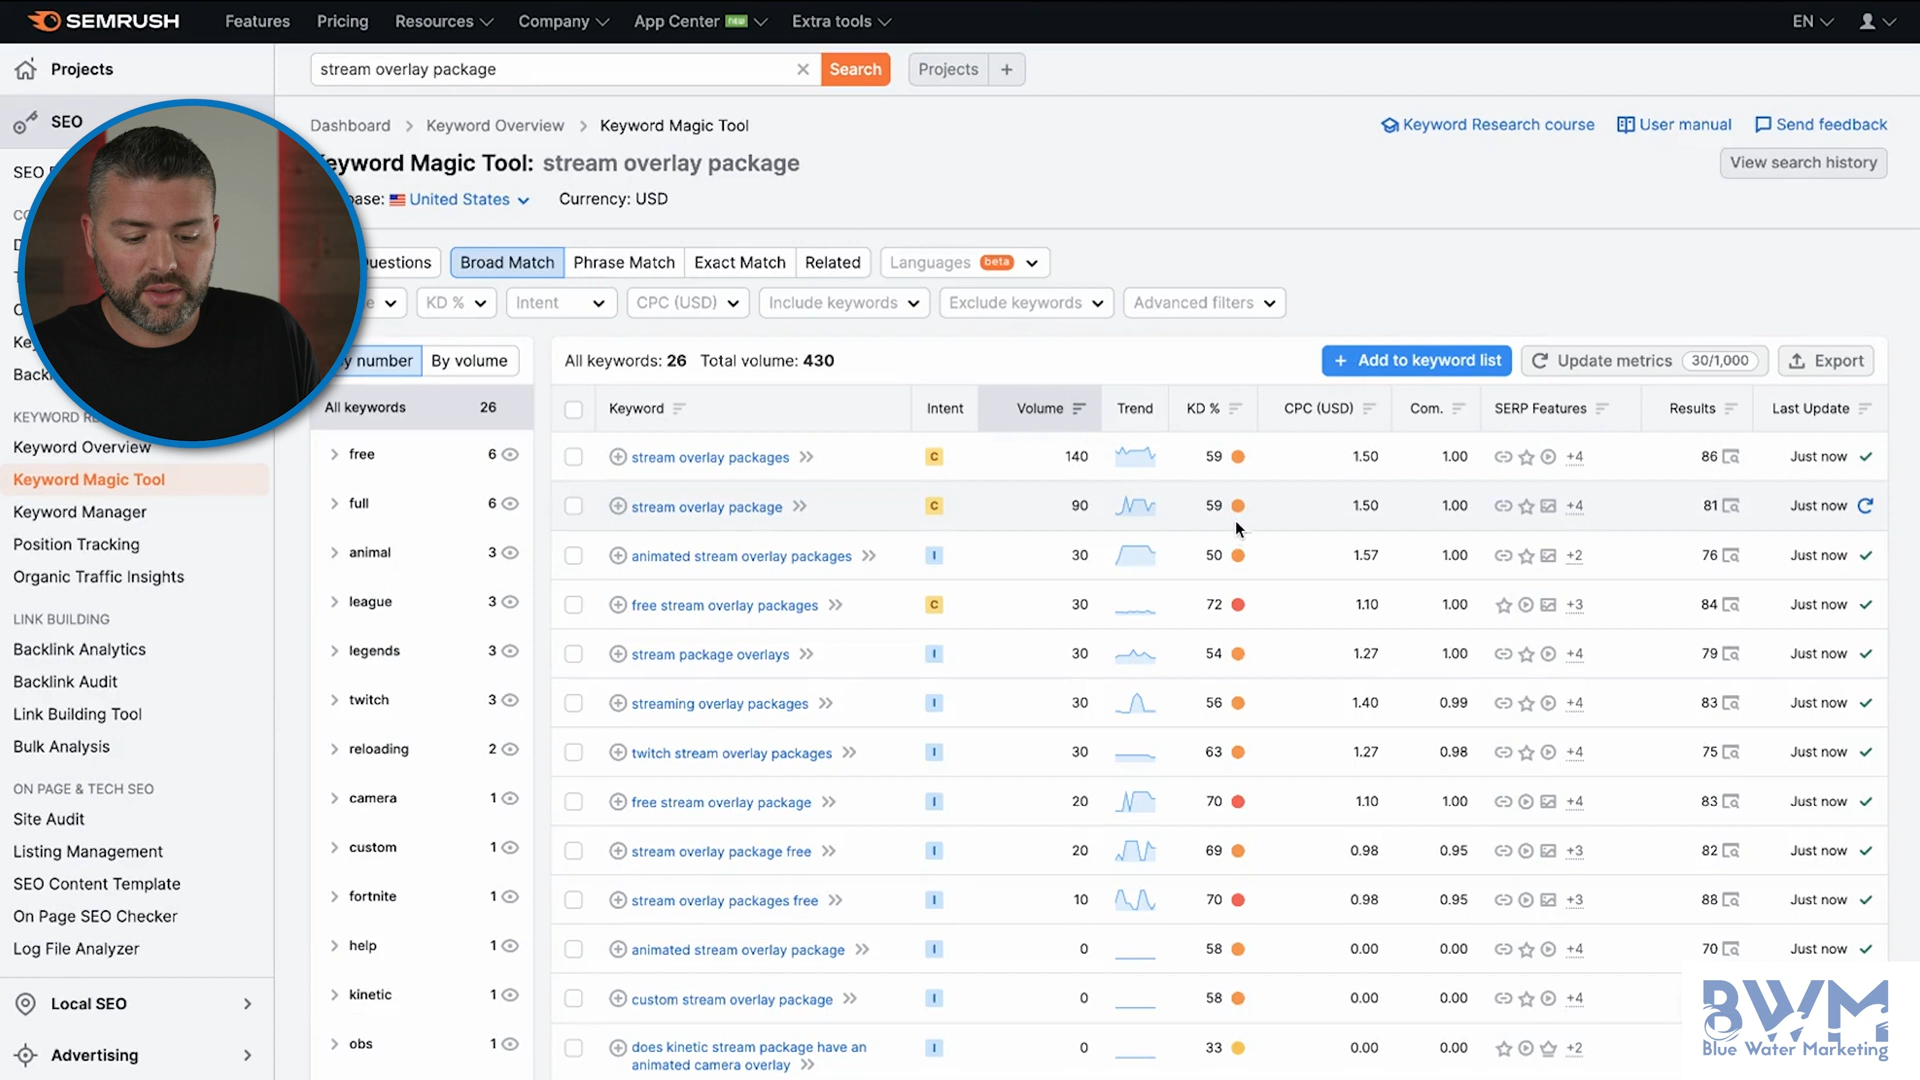 SEMRUSH Features Pricing Resources Company App Center new Extra tools EN
Projects
stream overlay package
Search
Projects +
SEO
Dashboard > Keyword Overview > Keyword Magic Tool
Keyword Research course User manual Send feedback
eyword Magic Tool: stream overlay package
View search history
base: United States Currency: USD
uestions Broad Match Phrase Match Exact Match Related Languages beta
KD % Intent CPC (USD) Include keywords Exclude keywords Advanced filters
y number By volume
All keywords: 26 Total volume: 430
+ Add to keyword list Update metrics 30/1,000 Export
SEO
KEYWORD RE
Keyword Overview
Keyword Magic Tool
Keyword Manager
Position Tracking
Organic Traffic Insights
LINK BUILDING
Backlink Analytics
Backlink Audit
Link Building Tool
Bulk Analysis
ON PAGE & TECH SEO
Site Audit
Listing Management
SEO Content Template
On Page SEO Checker
Log File Analyzer
Local SEO
Advertising
All keywords 26
free 6
full 6
animal 3
league 3
legends 3
twitch 3
reloading 2
camera 1
custom 1
fortnite 1
help 1
kinetic 1
obs 1
Keyword Intent Volume Trend KD % CPC (USD) Com. SERP Features Results Last Update
stream overlay packages C 140 59 1.50 1.00 +4 86 Just now
stream overlay package C 90 59 1.50 1.00 +4 81 Just now
animated stream overlay packages I 30 50 1.57 1.00 +2 76 Just now
free stream overlay packages C 30 72 1.10 1.00 +3 84 Just now
stream package overlays I 30 54 1.27 1.00 +4 79 Just now
streaming overlay packages I 30 56 1.40 0.99 +4 83 Just now
twitch stream overlay packages I 30 63 1.27 0.98 +4 75 Just now
free stream overlay package I 20 70 1.10 1.00 +4 83 Just now
stream overlay package free I 20 69 0.98 0.95 +3 82 Just now
stream overlay packages free I 10 70 0.98 0.95 +3 88 Just now
animated stream overlay package I 0 58 0.00 0.00 +4 70 Just now
custom stream overlay package I 0 58 0.00 0.00 +4
does kinetic stream package have an
animated camera overlay I 0 33 0.00 0.00 +2
BWM
Blue Water Marketing